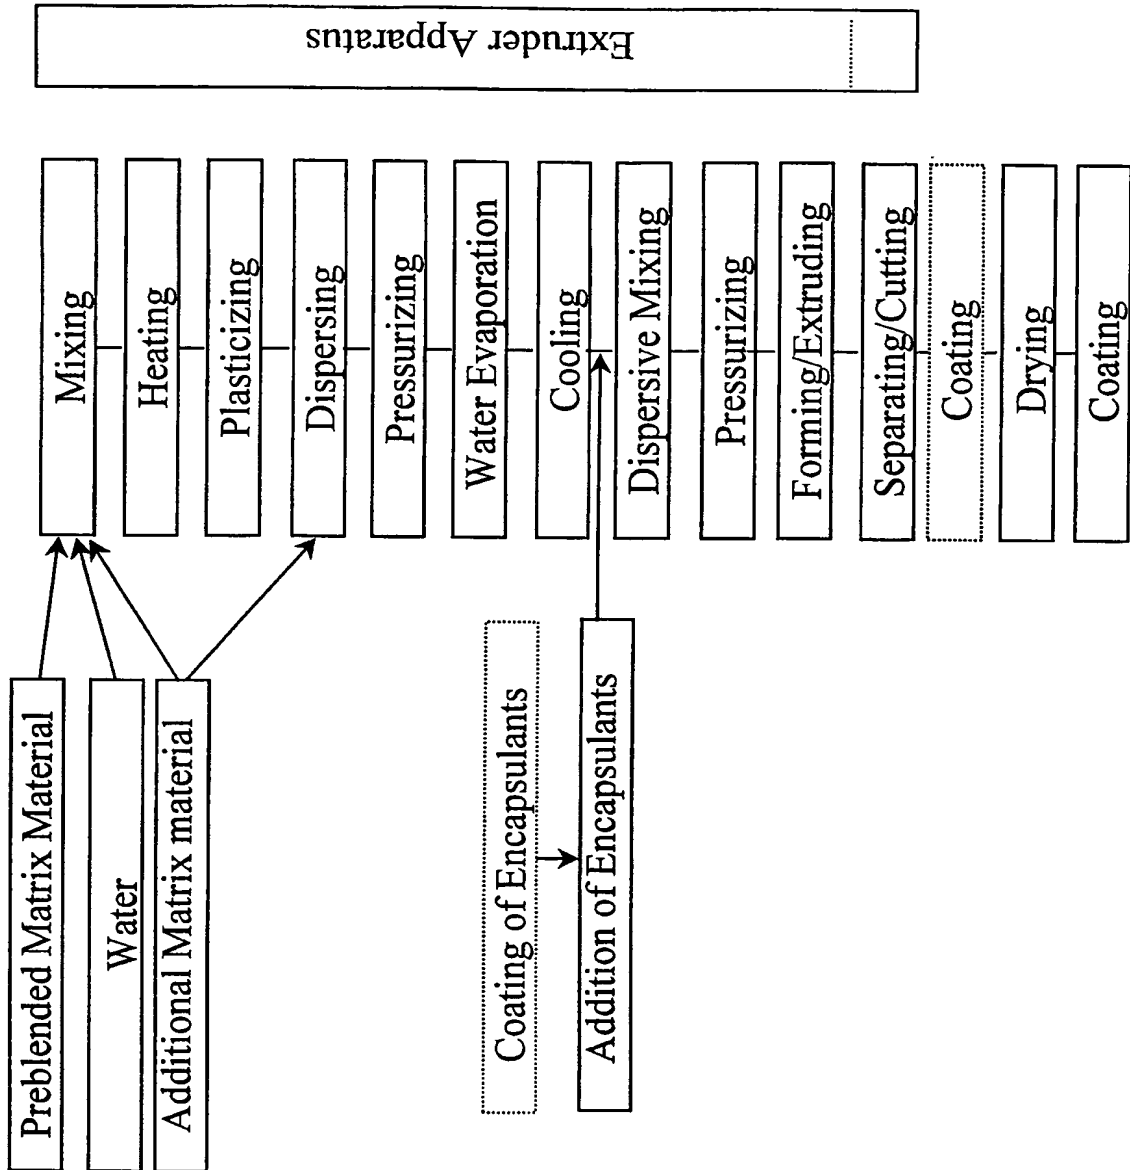 Preblended Matrix Material
Water
Additional Matrix material
Coating of Encapsulants
Addition of Encapsulants
Mixing
Heating
Plasticizing
Dispersing
Pressurizing
Water Evaporation
Cooling
Dispersive Mixing
Pressurizing
Forming/Extruding
Separating/Cutting
Coating
Drying
Coating
Extruder Apparatus